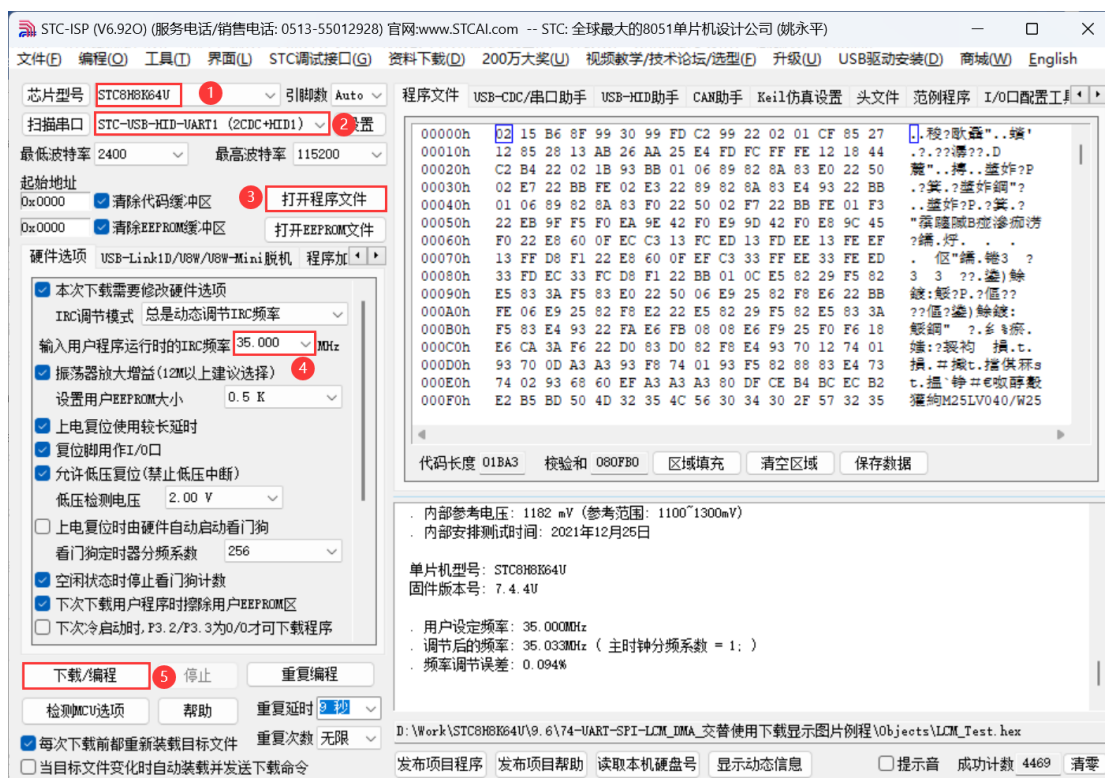 STC-ISP (V6.92O) (服务电话/销售电话: 0513-55012928) 官网:www.STCAI.com -- STC: 全球最大的8051单片机设计公司 (姚永平)
文件(F) 编程(O) 工具(T) 界面(L) STC调试接口(G) 资料下载(D) 200万大奖(U) 视频教学/技术论坛/选型(F) 升级(U) USB驱动安装(D) 商城(W) English
芯片型号 STC8H8K64U 1 引脚数 Auto
扫描串口 STC-USB-HID-UART1 (2CDC+HID1) 2 置
最低波特率 2400 最高波特率 115200
起始地址
0x0000 清除代码缓冲区 3 打开程序文件
0x0000 清除EEPROM缓冲区 打开EEPROM文件
硬件选项 USB-Link1D/U8W/U8W-Mini脱机 程序加
本次下载需要修改硬件选项
IRC调节模式 总是动态调节IRC频率
输入用户程序运行时的IRC频率 35.000 MHz
4
振荡器放大增益(12M以上建议选择)
设置用户EEPROM大小 0.5 K
上电复位使用较长延时
复位脚用作I/O口
允许低压复位(禁止低压中断)
低压检测电压 2.00 V
上电复位时由硬件自动启动看门狗
看门狗定时器分频系数 256
空闲状态时停止看门狗计数
下次下载用户程序时擦除用户EEPROM区
下次冷启动时,P3.2/P3.3为0/0才可下载程序
下载/编程 5 停止 重复编程
检测MCU选项 帮助 重复延时 9 秒
每次下载前都重新装载目标文件 重复次数 无限
当目标文件变化时自动装载并发送下载命令
程序文件 USB-CDC/串口助手 USB-HID助手 CAN助手 Keil仿真设置 头文件 范例程序 I/O口配置工具
00000h 02 15 B6 8F 99 30 99 FD C2 99 22 02 01 CF 85 27
00010h 12 85 28 13 AB 26 AA 25 E4 FD FC FF FE 12 18 44
00020h C2 B4 22 02 1B 93 BB 01 06 89 82 8A 83 E0 22 50
00030h 02 E7 22 BB FE 02 E3 22 89 82 8A 83 E4 93 22 BB
00040h 01 06 89 82 8A 83 F0 22 50 02 F7 22 BB FE 01 F3
00050h 22 EB 9F F5 F0 EA 9E 42 F0 E9 9D 42 F0 E8 9C 45
00060h F0 22 E8 60 0F EC C3 13 FC ED 13 FD EE 13 FE EF
00070h 13 FF D8 F1 22 E8 60 0F EF C3 33 FF EE 33 FE ED
00080h 33 FD EC 33 FC D8 F1 22 BB 01 0C E5 82 29 F5 82
00090h E5 83 3A F5 83 E0 22 50 06 E9 25 82 F8 E6 22 BB
000A0h FE 06 E9 25 82 F8 E2 22 E5 82 29 F5 82 E5 83 3A
000B0h F5 83 E4 93 22 FA E6 FB 08 08 E6 F9 25 F0 F6 18
000C0h E6 CA 3A F6 22 D0 83 D0 82 F8 E4 93 70 12 74 01
000D0h 93 70 0D A3 A3 93 F8 74 01 93 F5 82 88 83 E4 73
000E0h 74 02 93 68 60 EF A3 A3 A3 80 DF CE B4 BC EC B2
000F0h E2 B5 BD 50 4D 32 35 4C 56 30 34 30 2F 57 32 35
代码长度 01BA3 校验和 080FB0 区域填充 清空区域 保存数据
. 内部参考电压: 1182 mV (参考范围: 1100~1300mV)
. 内部安排测试时间: 2021年12月25日
单片机型号: STC8H8K64U
固件版本号: 7.4.4U
. 用户设定频率: 35.000MHz
. 调节后的频率: 35.033MHz ( 主时钟分频系数 = 1; )
. 频率调节误差: 0.094%
D:\Work\STC8H8K64U\9.6\74-UART-SPI-LCM_DMA_交替使用下载显示图片例程\Objects\LCM_Test.hex
发布项目程序 发布项目帮助 读取本机硬盘号 显示动态信息 提示音 成功计数 4469 清零